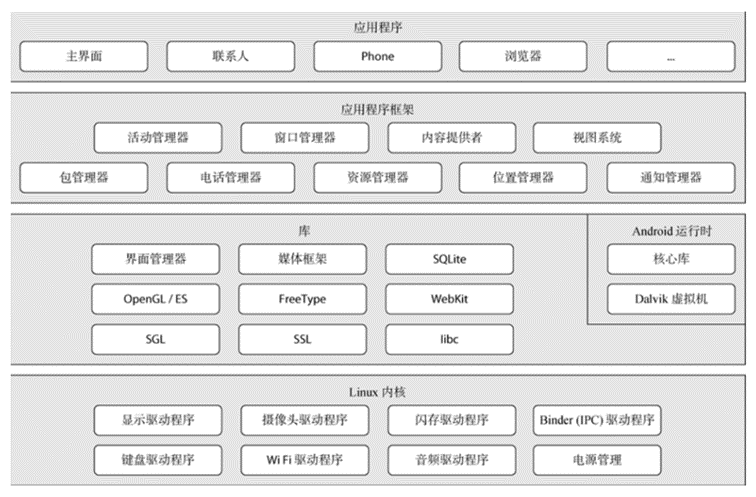 应用程序
主界面 联系人 Phone 浏览器 ...
应用程序框架
活动管理器 窗口管理器 内容提供者 视图系统
包管理器 电话管理器 资源管理器 位置管理器 通知管理器
库 Android 运行时
界面管理器 媒体框架 SQLite 核心库
OpenGL / ES FreeType WebKit Dalvik 虚拟机
SGL SSL libc
Linux 内核
显示驱动程序 摄像头驱动程序 闪存驱动程序 Binder (IPC) 驱动程序
键盘驱动程序 Wi Fi 驱动程序 音频驱动程序 电源管理